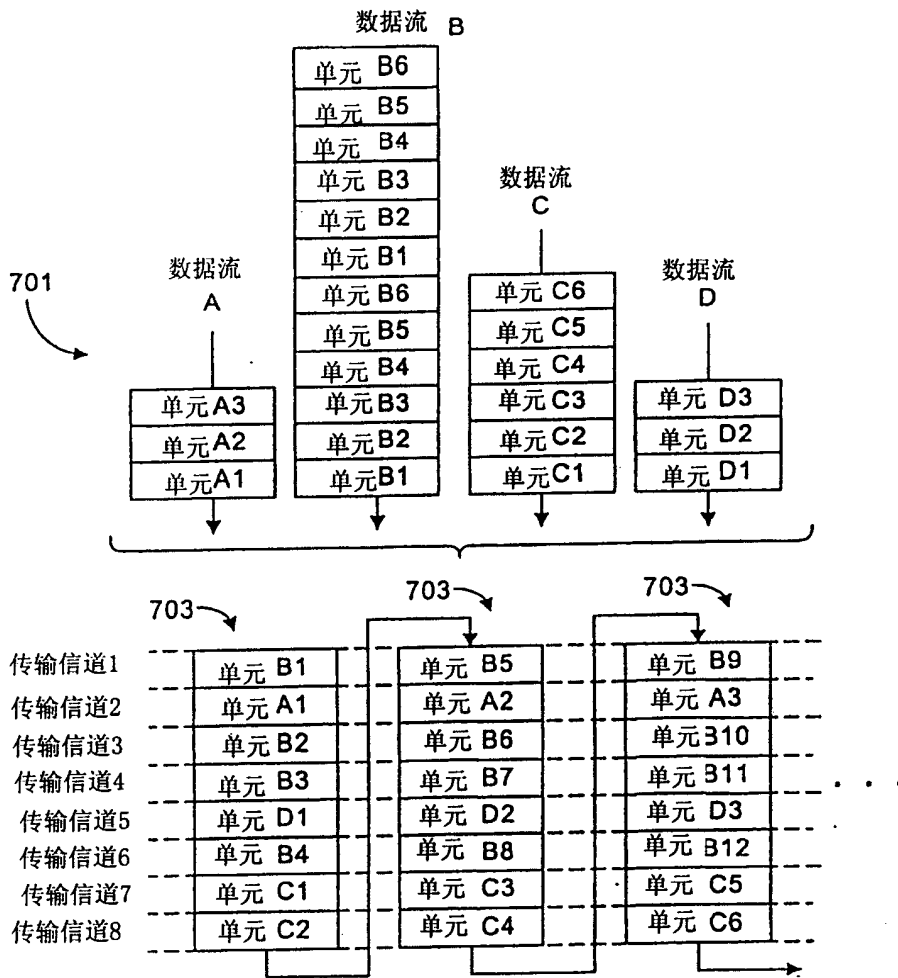 数据流 B
单元 B6
单元 B5
单元 B4
单元 B3
单元 B2
单元 B1
单元 B6
单元 B5
单元 B4
单元 B3
单元 B2
单元 B1
数据流
C
单元 C6
单元 C5
单元 C4
单元 C3
单元 C2
单元 C1
701
数据流
A
单元 A3
单元 A2
单元 A1
数据流
D
单元 D3
单元 D2
单元 D1
703 703 703
传输信道1 单元 B1 单元 B5 单元 B9
传输信道2 单元 A1 单元 A2 单元 A3
传输信道3 单元 B2 单元 B6 单元 B10
传输信道4 单元 B3 单元 B7 单元 B11
传输信道5 单元 D1 单元 D2 单元 D3
传输信道6 单元 B4 单元 B8 单元 B12
传输信道7 单元 C1 单元 C3 单元 C5
传输信道8 单元 C2 单元 C4 单元 C6
. . .